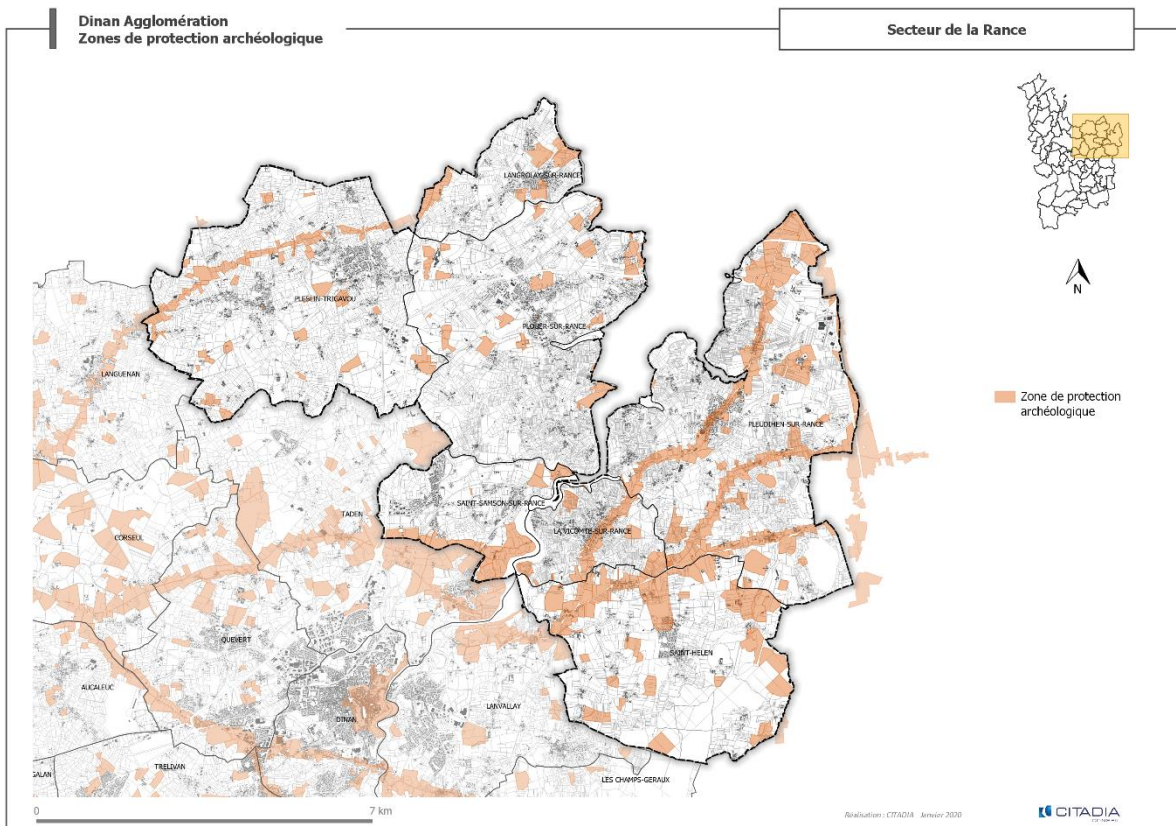 Dinan Agglomération
Zones de protection archéologique
Secteur de la Rance
LANGROLAY-SUR-RANCE
PLESLIN-TRIGAVOU
PLOUER-SUR-RANCE
LANGUENAN
PLEUDIHEN-SUR-RANCE
SAINT-SAMSON-SUR-RANCE
TADEN
LA VICOMTE-SUR-RANCE
CORSEUL
QUEVERT
SAINT-HELEN
AUCALEUC
LANVALLAY
DINAN
TRELIVAN
GALAN
LES CHAMPS-GERAUX
N
Zone de protection
archéologique
0
7 km
Réalisation : CITADIA Janvier 2020
CITADIA